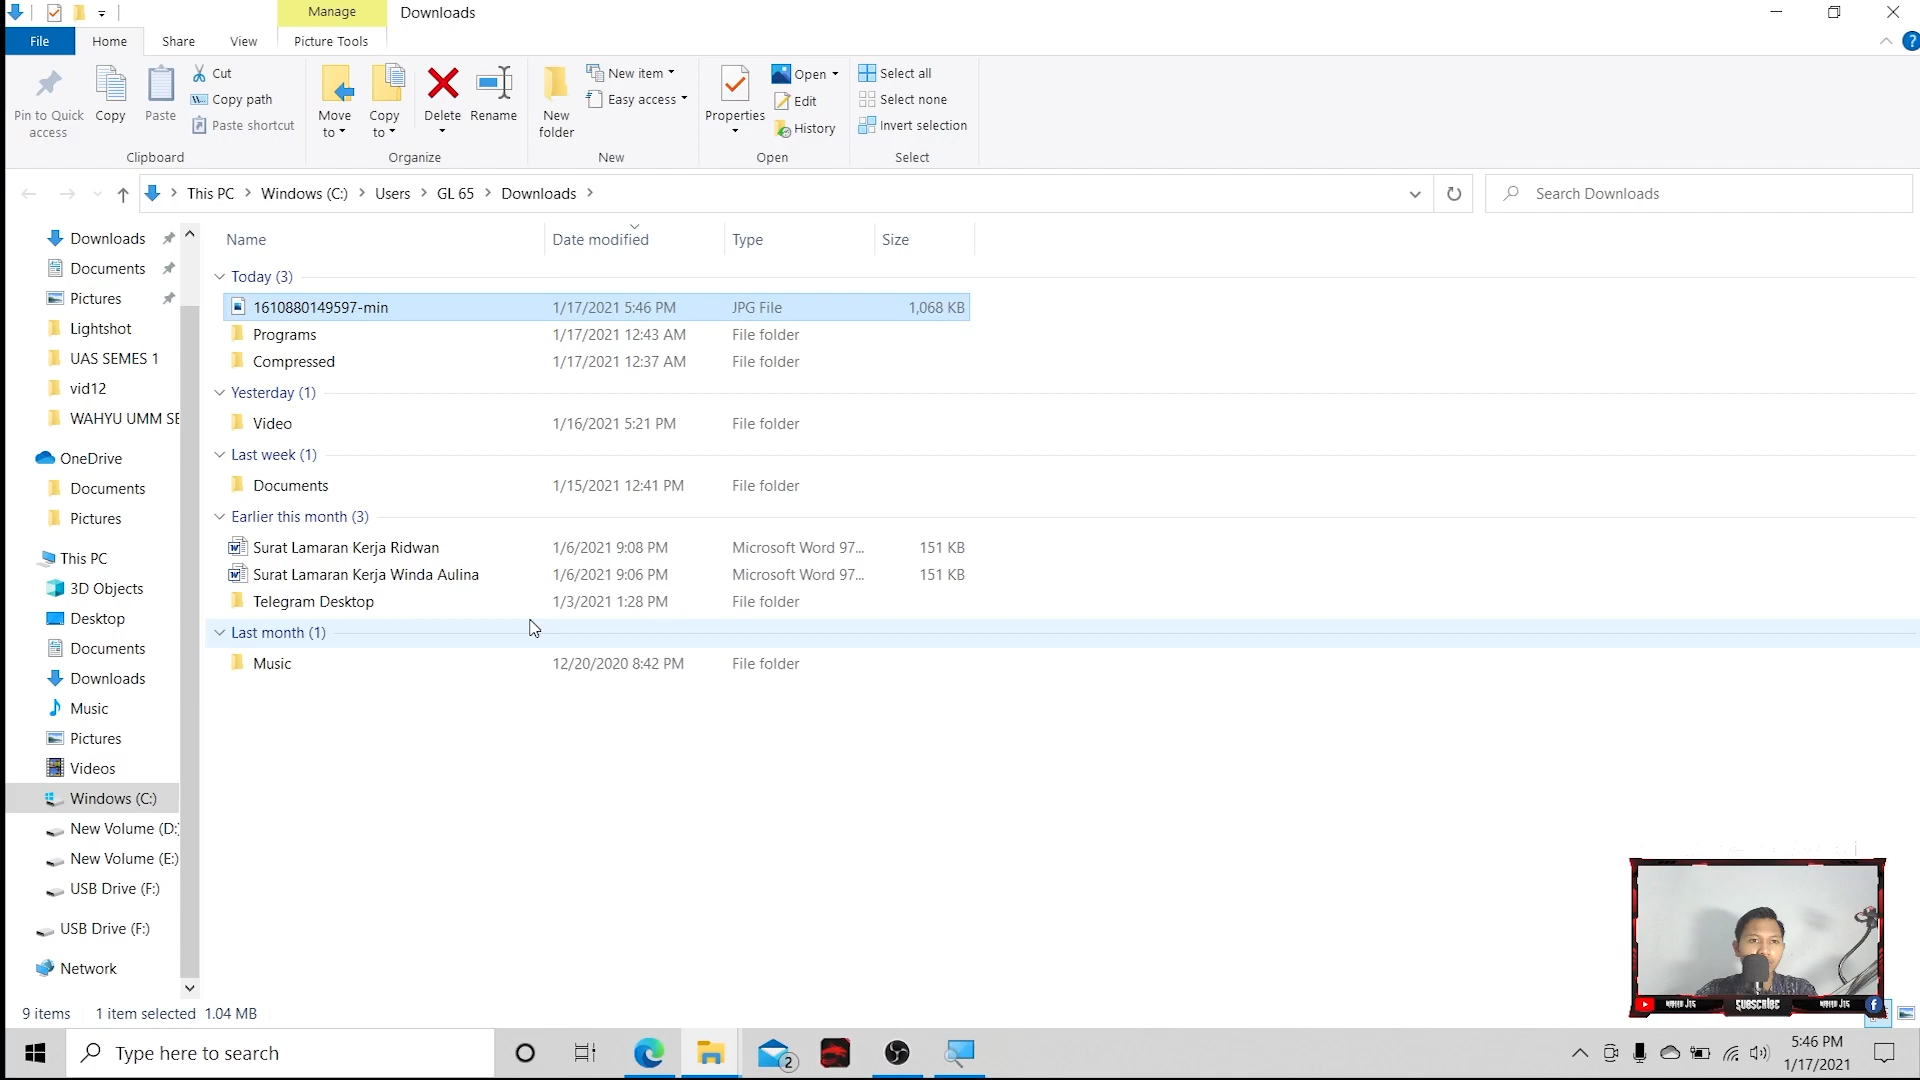 Manage
Downloads
File
Home
Share
View
Picture Tools
Pin to Quick access
Copy
Paste
Cut
Copy path
Paste shortcut
Clipboard
Move to
Copy to
Delete
Rename
Organize
New folder
New item
Easy access
New
Properties
Open
Edit
History
Open
Select all
Select none
Invert selection
Select
This PC > Windows (C:) > Users > GL 65 > Downloads >
Search Downloads
Downloads
Documents
Pictures
Lightshot
UAS SEMES 1
vid12
WAHYU UMM SE
OneDrive
Documents
Pictures
This PC
3D Objects
Desktop
Documents
Downloads
Music
Pictures
Videos
Windows (C:)
New Volume (D:)
New Volume (E:)
USB Drive (F:)
USB Drive (F:)
Network
Name Date modified Type Size
Today (3)
1610880149597-min 1/17/2021 5:46 PM JPG File 1,068 KB
Programs 1/17/2021 12:43 AM File folder
Compressed 1/17/2021 12:37 AM File folder
Yesterday (1)
Video 1/16/2021 5:21 PM File folder
Last week (1)
Documents 1/15/2021 12:41 PM File folder
Earlier this month (3)
Surat Lamaran Kerja Ridwan 1/6/2021 9:08 PM Microsoft Word 97... 151 KB
Surat Lamaran Kerja Winda Aulina 1/6/2021 9:06 PM Microsoft Word 97... 151 KB
Telegram Desktop 1/3/2021 1:28 PM File folder
Last month (1)
Music 12/20/2020 8:42 PM File folder
SUBSCRIBE
9 items 1 item selected 1.04 MB
Type here to search
2
5:46 PM
1/17/2021